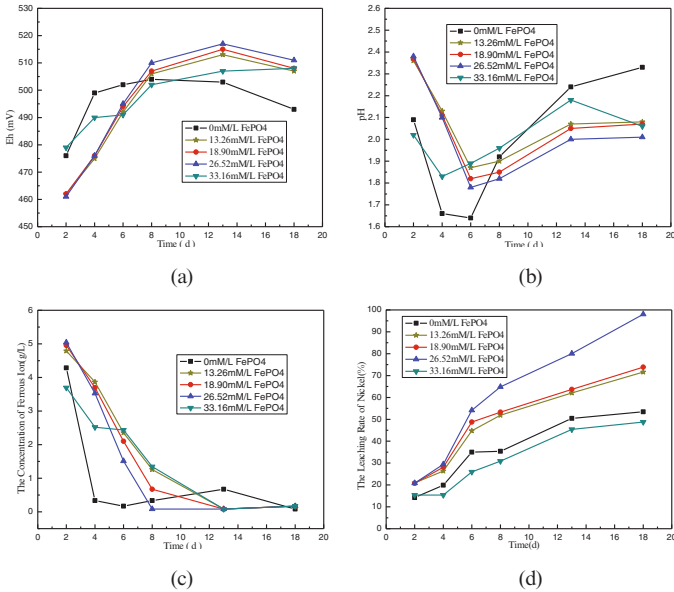 Eh (mV)
520
510
500
490
480
470
460
450
0mM/L FePO4
13.26mM/L FePO4
18.90mM/L FePO4
26.52mM/L FePO4
33.16mM/L FePO4
0 2 4 6 8 10 12 14 16 18 20
Time ( d )
(a)
pH
2.6
2.5
2.4
2.3
2.2
2.1
2.0
1.9
1.8
1.7
1.6
0mM/L FePO4
13.26mM/L FePO4
18.90mM/L FePO4
26.52mM/L FePO4
33.16mM/L FePO4
0 2 4 6 8 10 12 14 16 18 20
Time ( d )
(b)
The Concentration of Ferrous Ion(g/L)
6
5
4
3
2
1
0
0mM/L FePO4
13.26mM/L FePO4
18.90mM/L FePO4
26.52mM/L FePO4
33.16mM/L FePO4
0 2 4 6 8 10 12 14 16 18 20
Time ( d )
(c)
The Leaching Rate of Nickel(%)
100
90
80
70
60
50
40
30
20
10
0
0mM/L FePO4
13.26mM/L FePO4
18.90mM/L FePO4
26.52mM/L FePO4
33.16mM/L FePO4
0 2 4 6 8 10 12 14 16 18 20
Time(d)
(d)